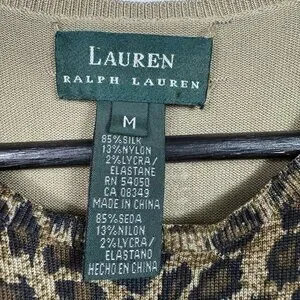 LAUREN
RALPH LAUREN
M
85%SILK
13%NYLON
2%LYCRA/
ELASTANE
RN 54050
CA 08349
MADE IN CHINA
85%SEDA
13%NILON
2%LYCRA/
ELASTANO
HECHO EN CHINA